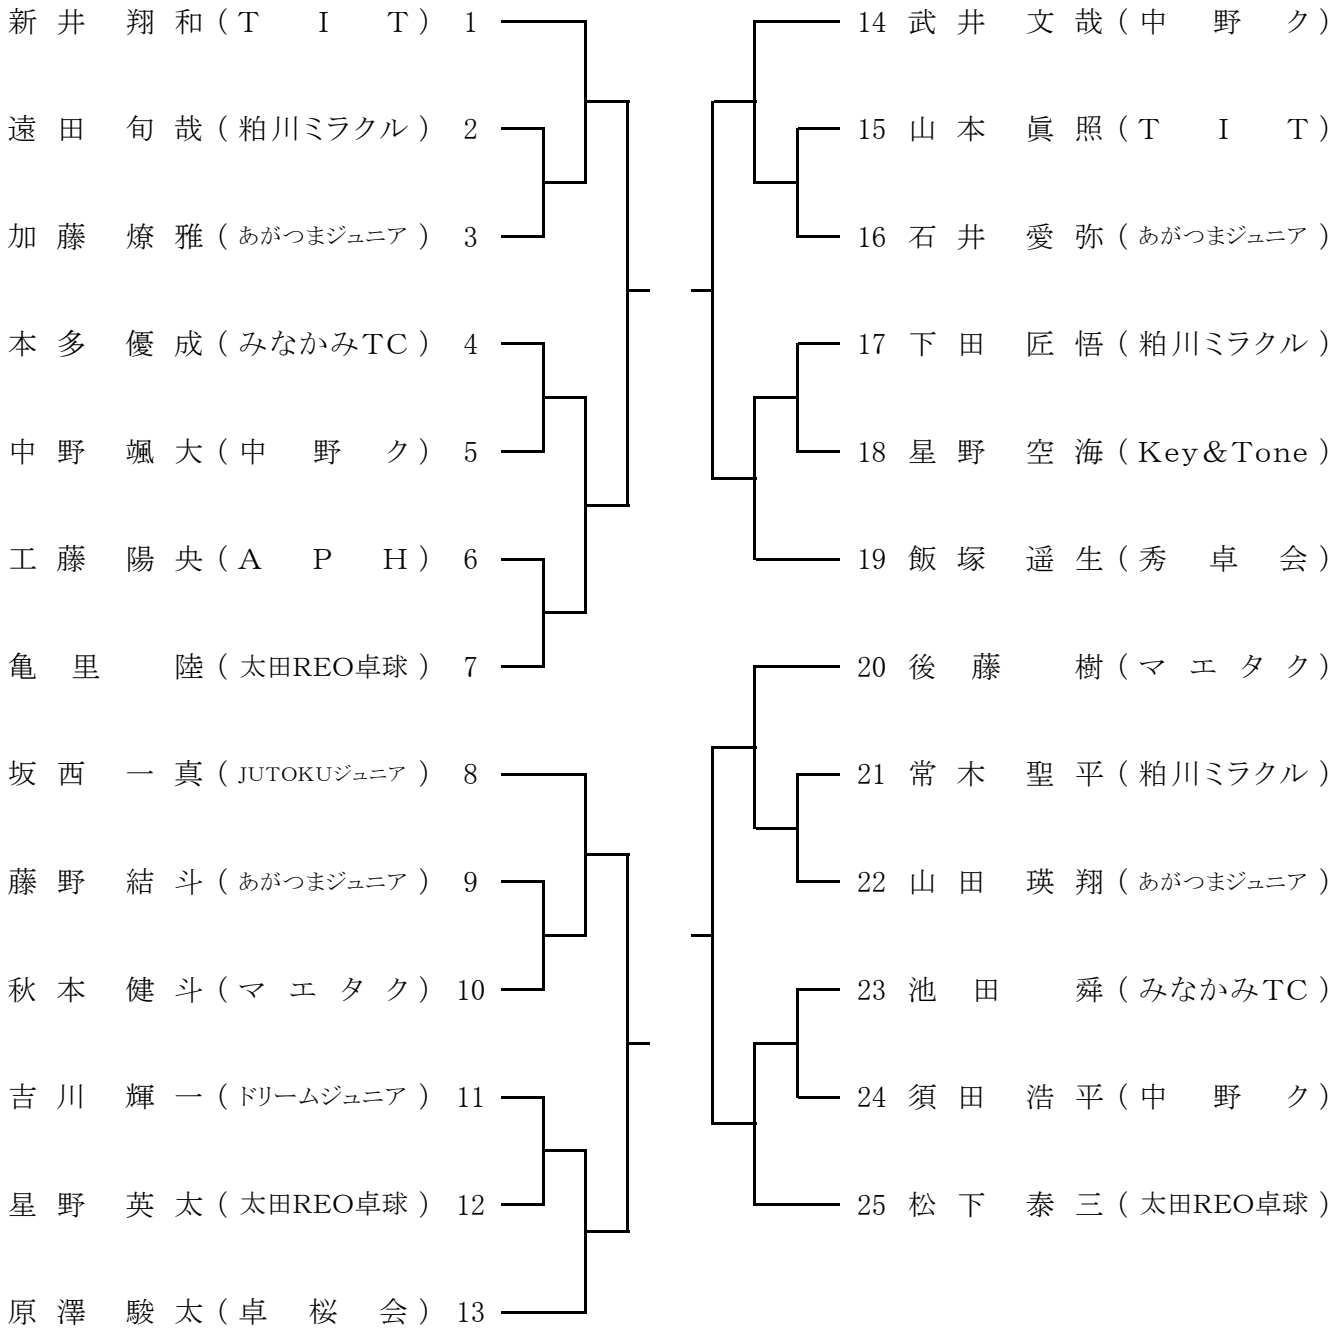 新井 翔和 ( T I T ) 1
遠田 旬哉 ( 粕川ミラクル ) 2
加藤 燎雅 ( あがつまジュニア ) 3
本多 優成 ( みなかみTC ) 4
中野 颯大 ( 中野ク ) 5
工藤 陽央 ( A P H ) 6
亀里 陸 ( 太田REO卓球 ) 7
坂西 一真 ( JUTOKUジュニア ) 8
藤野 結斗 ( あがつまジュニア ) 9
秋本 健斗 ( マエタク ) 10
吉川 輝一 ( ドリームジュニア ) 11
星野 英太 ( 太田REO卓球 ) 12
原澤 駿太 ( 卓桜会 ) 13
14 武井 文哉 ( 中野ク )
15 山本 眞照 ( T I T )
16 石井 愛弥 ( あがつまジュニア )
17 下田 匠悟 ( 粕川ミラクル )
18 星野 空海 ( Key&Tone )
19 飯塚 遥生 ( 秀卓会 )
20 後藤 樹 ( マエタク )
21 常木 聖平 ( 粕川ミラクル )
22 山田 瑛翔 ( あがつまジュニア )
23 池田 舜 ( みなかみTC )
24 須田 浩平 ( 中野ク )
25 松下 泰三 ( 太田REO卓球 )